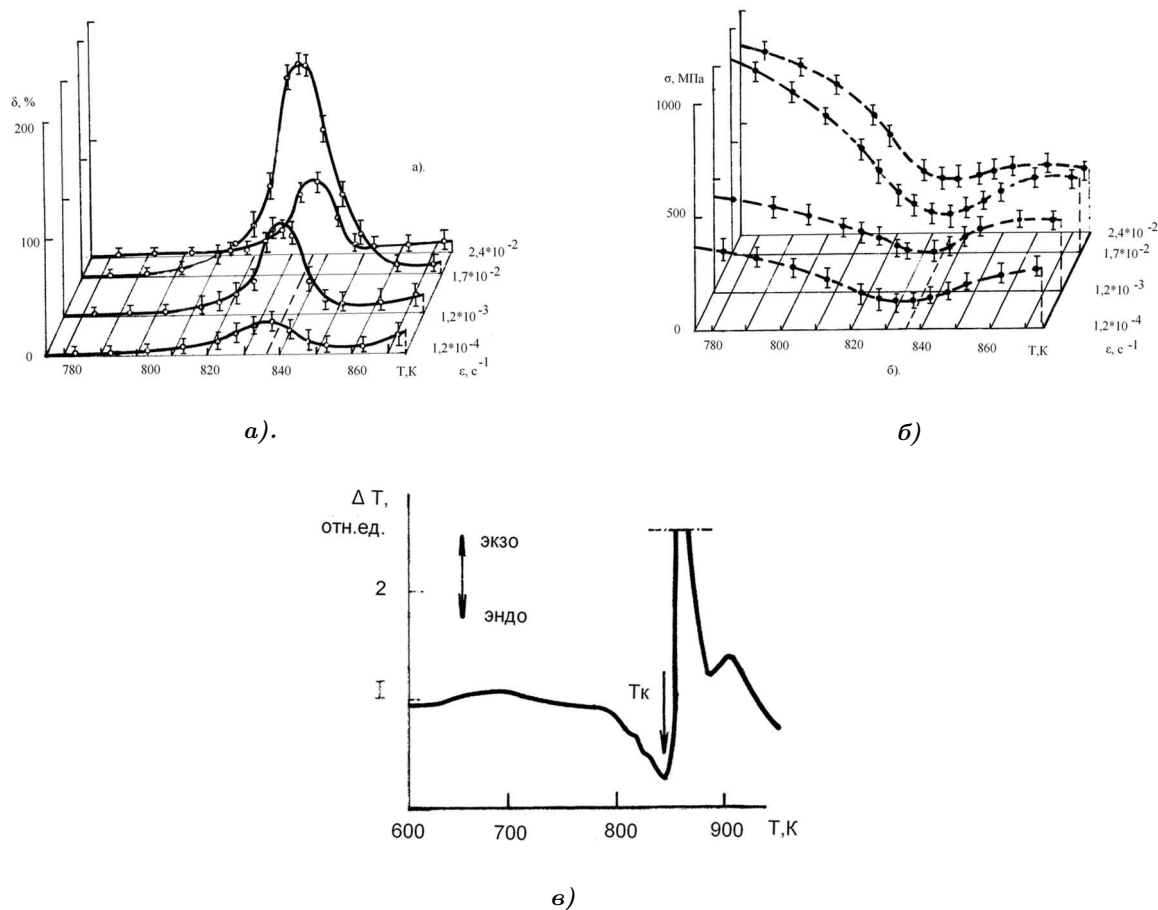 δ, %
200
100
0
а).
2,4*10 -2
1,7*10 -2
1,2*10 -3
1,2*10 -4
780 800 820 840 860 Т,К ε, с -1
а).
σ, МПа
1000
500
0
2,4*10 -2
1,7*10 -2
1,2*10 -3
1,2*10 -4
780 800 820 840 860 Т,К ε, с -1
б).
б)
Δ Т,
отн.ед.
экзо
2
эндо
Тк
I
600 700 800 900 Т,К
в)